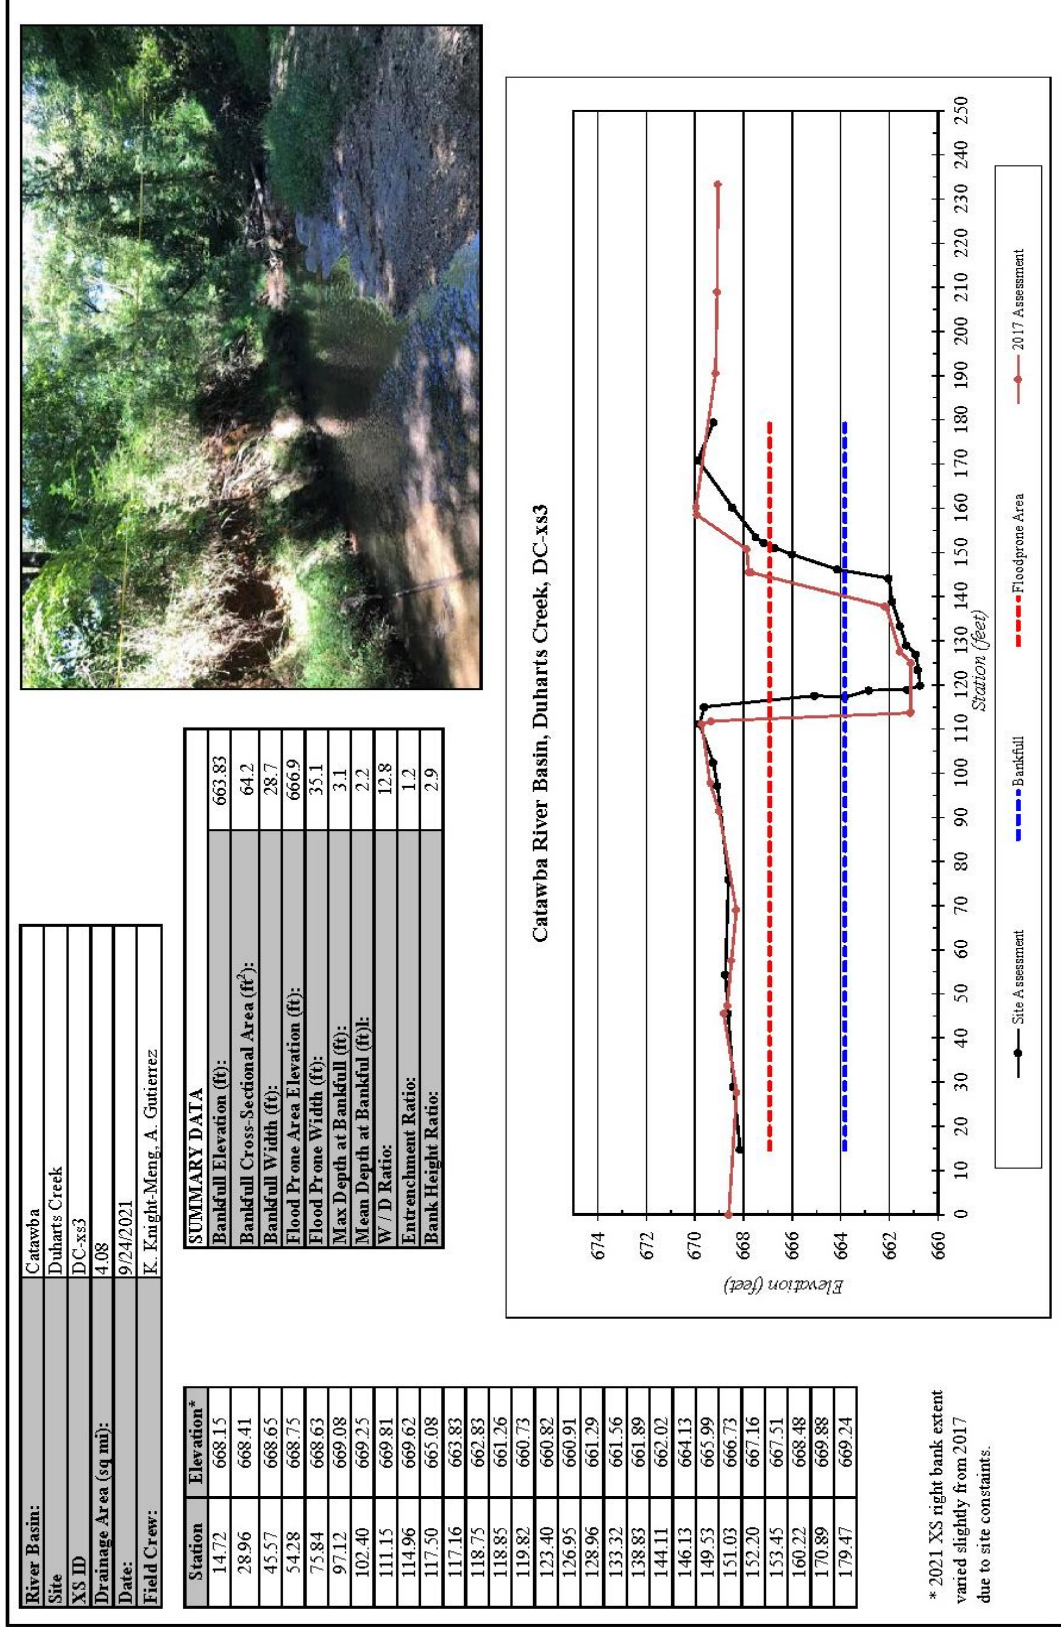 River Basin: Catawba
Site Duharts Creek
XS ID DC-xs3
Drainage Area (sq mi): 4.08
Date: 9/24/2021
Field Crew: K. Knight-Meng, A. Gutierrez
Station Elevation*
14.72 668.15
28.96 668.41
45.57 668.65
54.28 668.75
75.84 668.63
97.12 669.08
102.40 669.25
111.15 669.81
114.96 669.62
117.50 665.08
117.16 663.83
118.75 662.83
118.85 661.26
119.82 660.73
123.40 660.82
126.95 660.91
128.96 661.29
133.32 661.56
138.83 661.89
144.11 662.02
146.13 664.13
149.53 665.99
151.03 666.73
152.20 667.16
153.45 667.51
160.22 668.48
170.89 669.88
179.47 669.24
* 2021 XS right bank extent
varied slightly from 2017
due to site constaints.
SUMMARY DATA
Bankfull Elevation (ft): 663.83
Bankfull Cross-Sectional Area (ft²): 64.2
Bankfull Width (ft): 28.7
Flood Prone Area Elevation (ft): 666.9
Flood Prone Width (ft): 35.1
Max Depth at Bankfull (ft): 3.1
Mean Depth at Bankful (ft)l: 2.2
W / D Ratio: 12.8
Entrenchment Ratio: 1.2
Bank Height Ratio: 2.9
Catawba River Basin, Duharts Creek, DC-xs3
Elevation (feet)
674
672
670
668
666
664
662
660
0 10 20 30 40 50 60 70 80 90 100 110 120 130 140 150 160 170 180 190 200 210 220 230 240 250
Station (feet)
Site Assessment Bankfull Floodprone Area 2017 Assessment